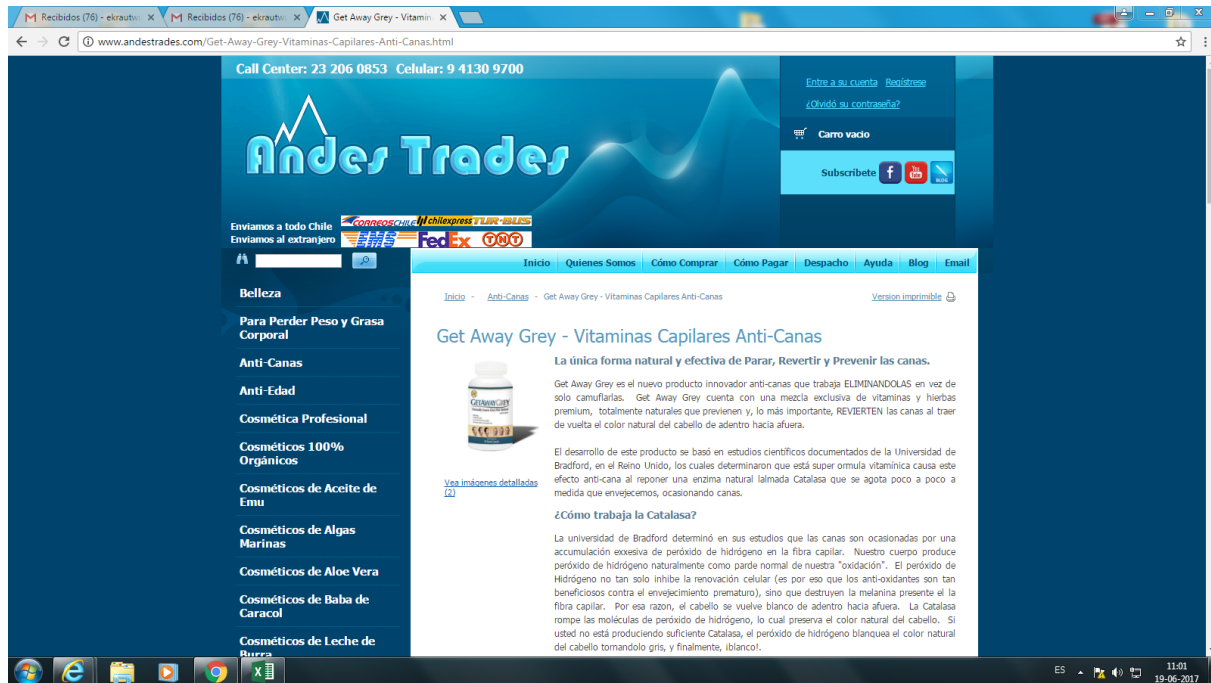 Recibidos (76) - ekrautw
Recibidos (76) - ekrautw
Get Away Grey - Vitamin
www.andestrades.com/Get-Away-Grey-Vitaminas-Capilares-Anti-Canas.html
Call Center: 23 206 0853 Celular: 9 4130 9700
Entre a su cuenta Regístrese
¿Olvidó su contraseña?
Carro vacio
Andes Trades
Subscríbete
You Tube
BLOG
Enviamos a todo Chile
CORREOSCHILE chilexpress TUR-BUS
Enviamos al extranjero
EMS FedEx TNT
Inicio Quienes Somos Cómo Comprar Cómo Pagar Despacho Ayuda Blog Email
Belleza
Para Perder Peso y Grasa
Corporal
Anti-Canas
Anti-Edad
Cosmética Profesional
Cosméticos 100%
Orgánicos
Cosméticos de Aceite de
Emu
Cosméticos de Algas
Marinas
Cosméticos de Aloe Vera
Cosméticos de Baba de
Caracol
Cosméticos de Leche de
Burra
Inicio - Anti-Canas - Get Away Grey - Vitaminas Capilares Anti-Canas
Version imprimible
Get Away Grey - Vitaminas Capilares Anti-Canas
GETAWAYGREY
Vea imágenes detalladas
(2)
La única forma natural y efectiva de Parar, Revertir y Prevenir las canas.
Get Away Grey es el nuevo producto innovador anti-canas que trabaja ELIMINANDOLAS en vez de
solo camuflarlas. Get Away Grey cuenta con una mezcla exclusiva de vitaminas y hierbas
premium, totalmente naturales que previenen y, lo más importante, REVIERTEN las canas al traer
de vuelta el color natural del cabello de adentro hacia afuera.
El desarrollo de este producto se basó en estudios científicos documentados de la Universidad de
Bradford, en el Reino Unido, los cuales determinaron que está super ormula vitamínica causa este
efecto anti-cana al reponer una enzima natural lalmada Catalasa que se agota poco a poco a
medida que envejecemos, ocasionando canas.
¿Cómo trabaja la Catalasa?
La universidad de Bradford determinó en sus estudios que las canas son ocasionadas por una
accumulación exxesiva de peróxido de hidrógeno en la fibra capilar. Nuestro cuerpo produce
peróxido de hidrógeno naturalmente como parde normal de nuestra "oxidación". El peróxido de
Hidrógeno no tan solo inhibe la renovación celular (es por eso que los anti-oxidantes son tan
beneficiosos contra el envejecimiento prematuro), sino que destruyen la melanina presente el la
fibra capilar. Por esa razon, el cabello se vuelve blanco de adentro hacia afuera. La Catalasa
rompe las moléculas de peróxido de hidrógeno, lo cual preserva el color natural del cabello. Si
usted no está produciendo suficiente Catalasa, el peróxido de hidrógeno blanquea el color natural
del cabello tornandolo gris, y finalmente, ¡blanco!.
ES
11:01
19-06-2017